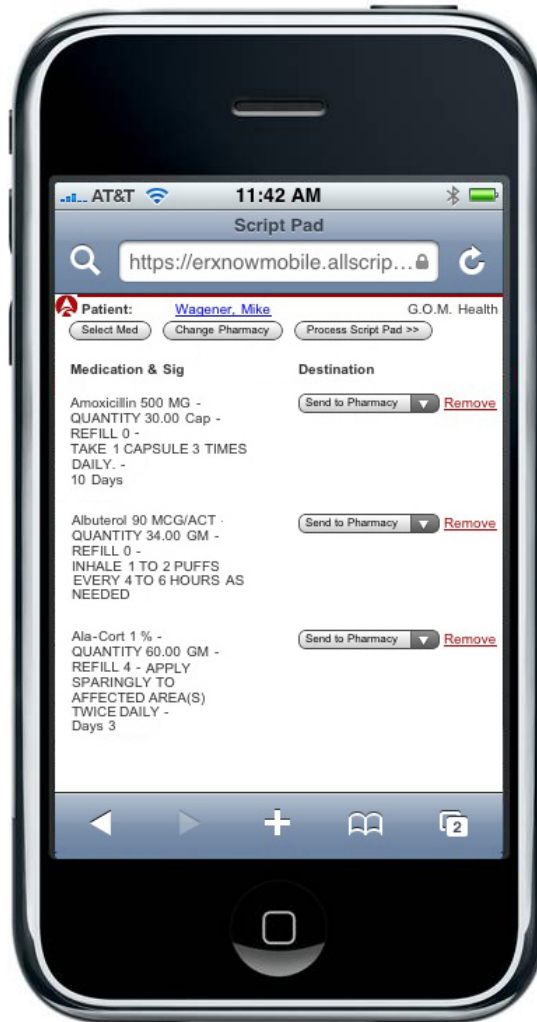 AT&T 11:42 AM
Script Pad
https://erxnowmobile.allscrip...
Patient: Wagener, Mike G.O.M. Health
Select Med Change Pharmacy Process Script Pad >>
Medication & Sig Destination
Amoxicillin 500 MG - Send to Pharmacy Remove
QUANTITY 30.00 Cap -
REFILL 0 -
TAKE 1 CAPSULE 3 TIMES
DAILY. -
10 Days
Albuterol 90 MCG/ACT - Send to Pharmacy Remove
QUANTITY 34.00 GM -
REFILL 0 -
INHALE 1 TO 2 PUFFS
EVERY 4 TO 6 HOURS AS
NEEDED
Ala-Cort 1 % - Send to Pharmacy Remove
QUANTITY 60.00 GM -
REFILL 4 - APPLY
SPARINGLY TO
AFFECTED AREA(S)
TWICE DAILY -
Days 3
2